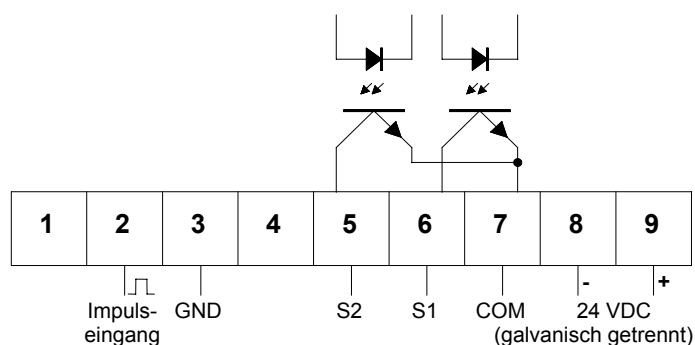 1 2 3 4 5 6 7 8 9
- +
Impuls- GND S2 S1 COM 24 VDC
eingang (galvanisch getrennt)